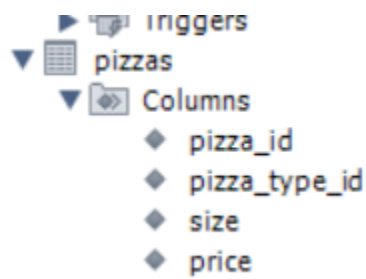 Triggers
pizzas
Columns
pizza_id
pizza_type_id
size
price